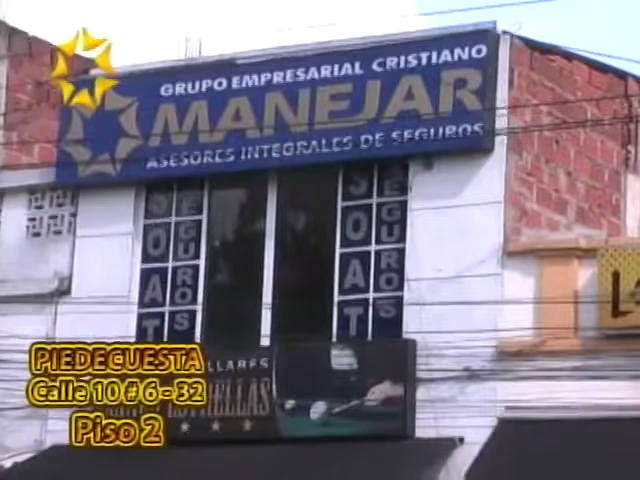 GRUPO EMPRESARIAL CRISTIANO
MANEJAR
ASESORES INTEGRALES DE SEGUROS
SOAT
SEGUROS
SOAT
SEGUROS
ESTRELLAS
PIEDECUESTA
Calle 10 # 6 - 32
Piso 2